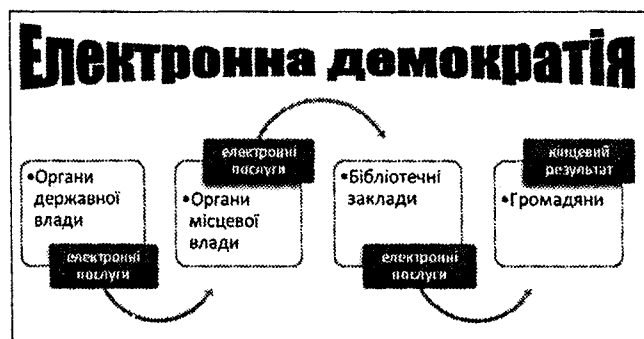 Електронна демократія
•Органи
державної
влади
електронні
послуги
електронні
послуги
•Органи
місцевої
влади
•Бібліотечні
заклади
електронні
послуги
кінцевий
результат
•Громадяни